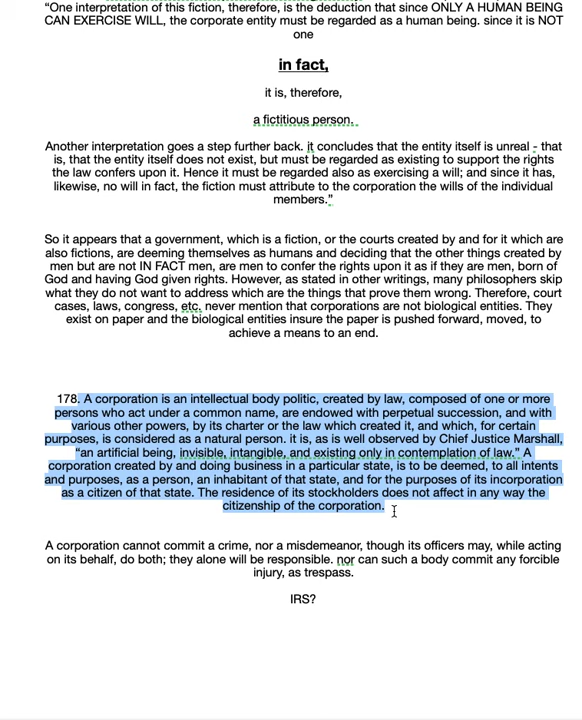 “One interpretation of this fiction, therefore, is the deduction that since ONLY A HUMAN BEING
CAN EXERCISE WILL, the corporate entity must be regarded as a human being. since it is NOT
one
in fact,
it is, therefore,
a fictitious person.
Another interpretation goes a step further back. it concludes that the entity itself is unreal - that
is, that the entity itself does not exist, but must be regarded as existing to support the rights
the law confers upon it. Hence it must be regarded also as exercising a will; and since it has,
likewise, no will in fact, the fiction must attribute to the corporation the wills of the individual
members.”
So it appears that a government, which is a fiction, or the courts created by and for it which are
also fictions, are deeming themselves as humans and deciding that the other things created by
men but are not IN FACT men, are men to confer the rights upon it as if they are men, born of
God and having God given rights. However, as stated in other writings, many philosophers skip
what they do not want to address which are the things that prove them wrong. Therefore, court
cases, laws, congress, etc. never mention that corporations are not biological entities. They
exist on paper and the biological entities insure the paper is pushed forward, moved, to
achieve a means to an end.
178. A corporation is an intellectual body politic, created by law, composed of one or more
persons who act under a common name, are endowed with perpetual succession, and with
various other powers, by its charter or the law which created it, and which, for certain
purposes, is considered as a natural person. it is, as is well observed by Chief Justice Marshall,
“an artificial being, invisible, intangible, and existing only in contemplation of law.” A
corporation created by and doing business in a particular state, is to be deemed, to all intents
and purposes, as a person, an inhabitant of that state, and for the purposes of its incorporation
as a citizen of that state. The residence of its stockholders does not affect in any way the
citizenship of the corporation.
A corporation cannot commit a crime, nor a misdemeanor, though its officers may, while acting
on its behalf, do both; they alone will be responsible. nor can such a body commit any forcible
injury, as trespass.
IRS?